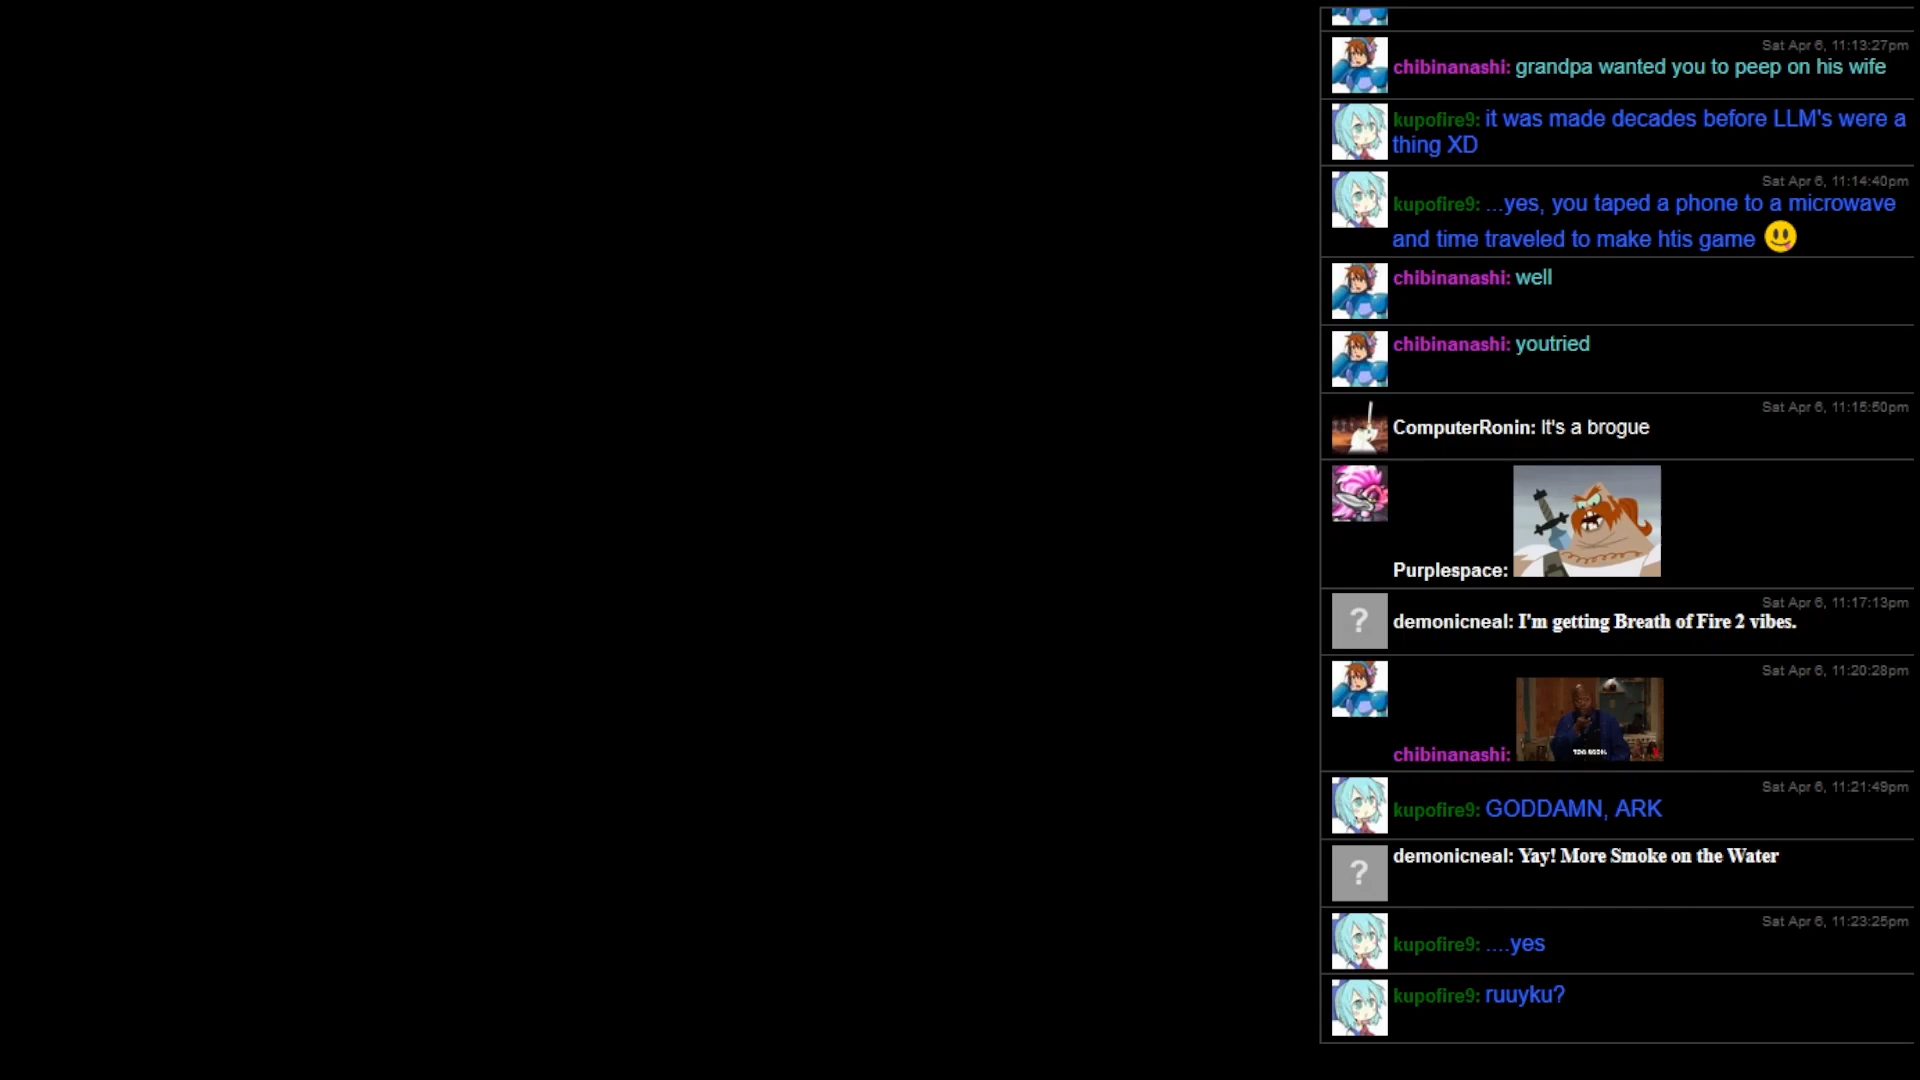 Sat Apr 6, 11:13:27pm
chibinanashi: grandpa wanted you to peep on his wife
kupofire9: it was made decades before LLM's were a
thing XD
Sat Apr 6, 11:14:40pm
kupofire9: ...yes, you taped a phone to a microwave
and time traveled to make htis game
chibinanashi: well
chibinanashi: youtried
Sat Apr 6, 11:15:50pm
ComputerRonin: It's a brogue
Purplespace:
?
Sat Apr 6, 11:17:13pm
demonicneal: I'm getting Breath of Fire 2 vibes.
Sat Apr 6, 11:20:28pm
chibinanashi:
Sat Apr 6, 11:21:49pm
kupofire9: GODDAMN, ARK
?
demonicneal: Yay! More Smoke on the Water
Sat Apr 6, 11:23:25pm
kupofire9: ....yes
kupofire9: ruuyku?